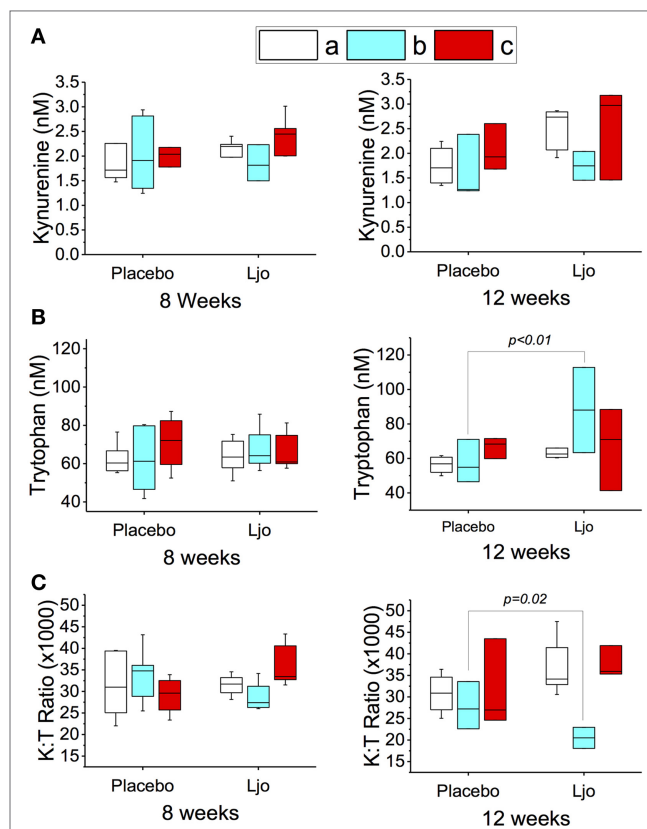 A
a b c
Kynurenine (nM)
3.5
3.0
2.5
2.0
1.5
1.0
0.5
0.0
Placebo Ljo
8 Weeks
Kynurenine (nM)
3.5
3.0
2.5
2.0
1.5
1.0
0.5
0.0
Placebo Ljo
12 weeks
B
Trytophan (nM)
120
100
80
60
40
Placebo Ljo
8 weeks
Tryptophan (nM)
120
100
80
60
p<0.01
Placebo Ljo
12 weeks
C
K:T Ratio (x1000)
50
45
40
35
30
25
20
15
Placebo Ljo
8 weeks
K:T Ratio (x1000)
50
45
40
35
30
25
20
15
p=0.02
Placebo Ljo
12 weeks